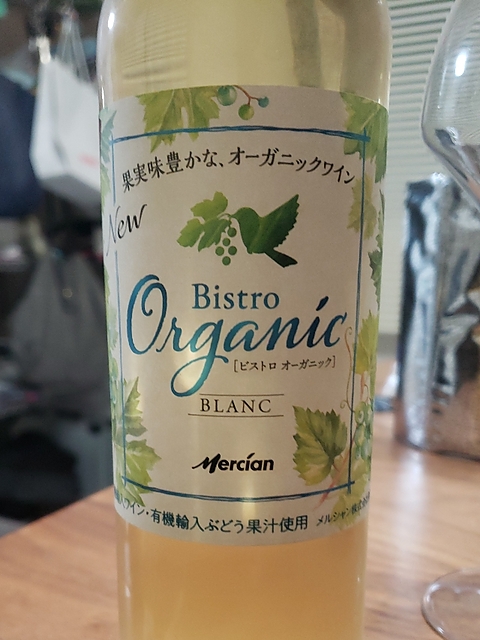 果実味豊かな、オーガニックワイン
New
Bistro
Organic
[ビストロ オーガニック]
BLANC
Mercian
ワイン・有機輸入ぶどう果汁使用 メルシャン株式